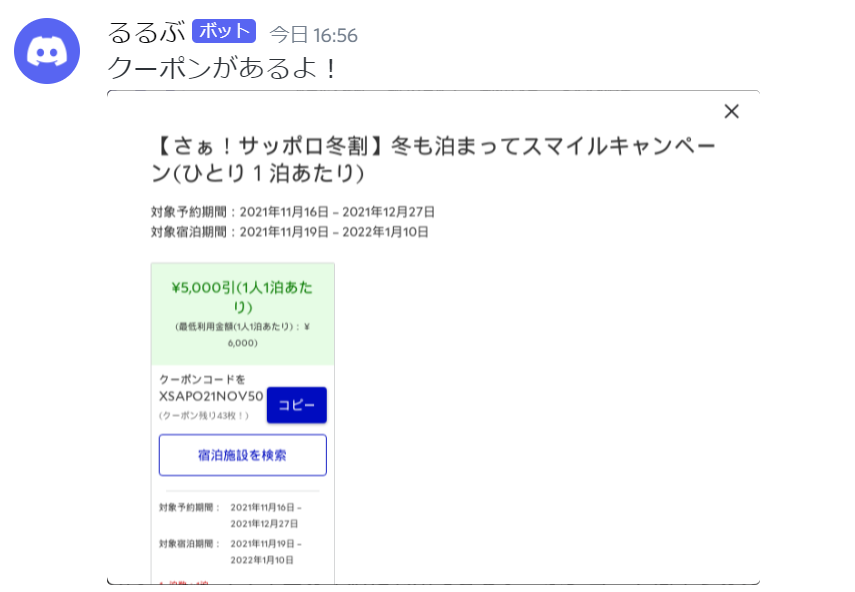 るるぶ ボット 今日 16:56
クーポンがあるよ！
【さぁ！サッポロ冬割】冬も泊まってスマイルキャンペー
ン(ひとり１泊あたり)
対象予約期間：2021年11月16日 – 2021年12月27日
対象宿泊期間：2021年11月19日 – 2022年1月10日
¥5,000引(1人1泊あた
り)
(最低利用金額(1人1泊あたり)：¥
6,000)
クーポンコードを
XSAPO21NOV50
コピー
(クーポン残り43枚！)
宿泊施設を検索
対象予約期間： 2021年11月16日 –
2021年12月27日
対象宿泊期間： 2021年11月19日 –
2022年1月10日